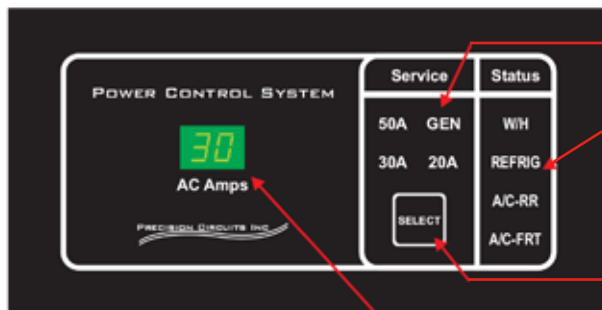 POWER CONTROL SYSTEM
30
AC Amps
PRECISION CIRCUITS INC
Service
50A GEN
30A 20A
SELECT
Status
W/H
REFRIG
A/C-RR
A/C-FRT